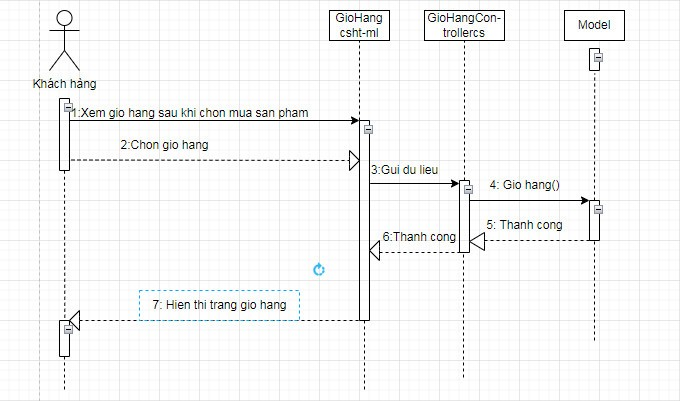 GioHang
csht-ml
GioHangCon-
trollercs
Model
Khách hàng
1:Xem gio hang sau khi chon mua san pham
2:Chon gio hang
3:Gui du lieu
4: Gio hang()
5: Thanh cong
6:Thanh cong
7: Hien thi trang gio hang